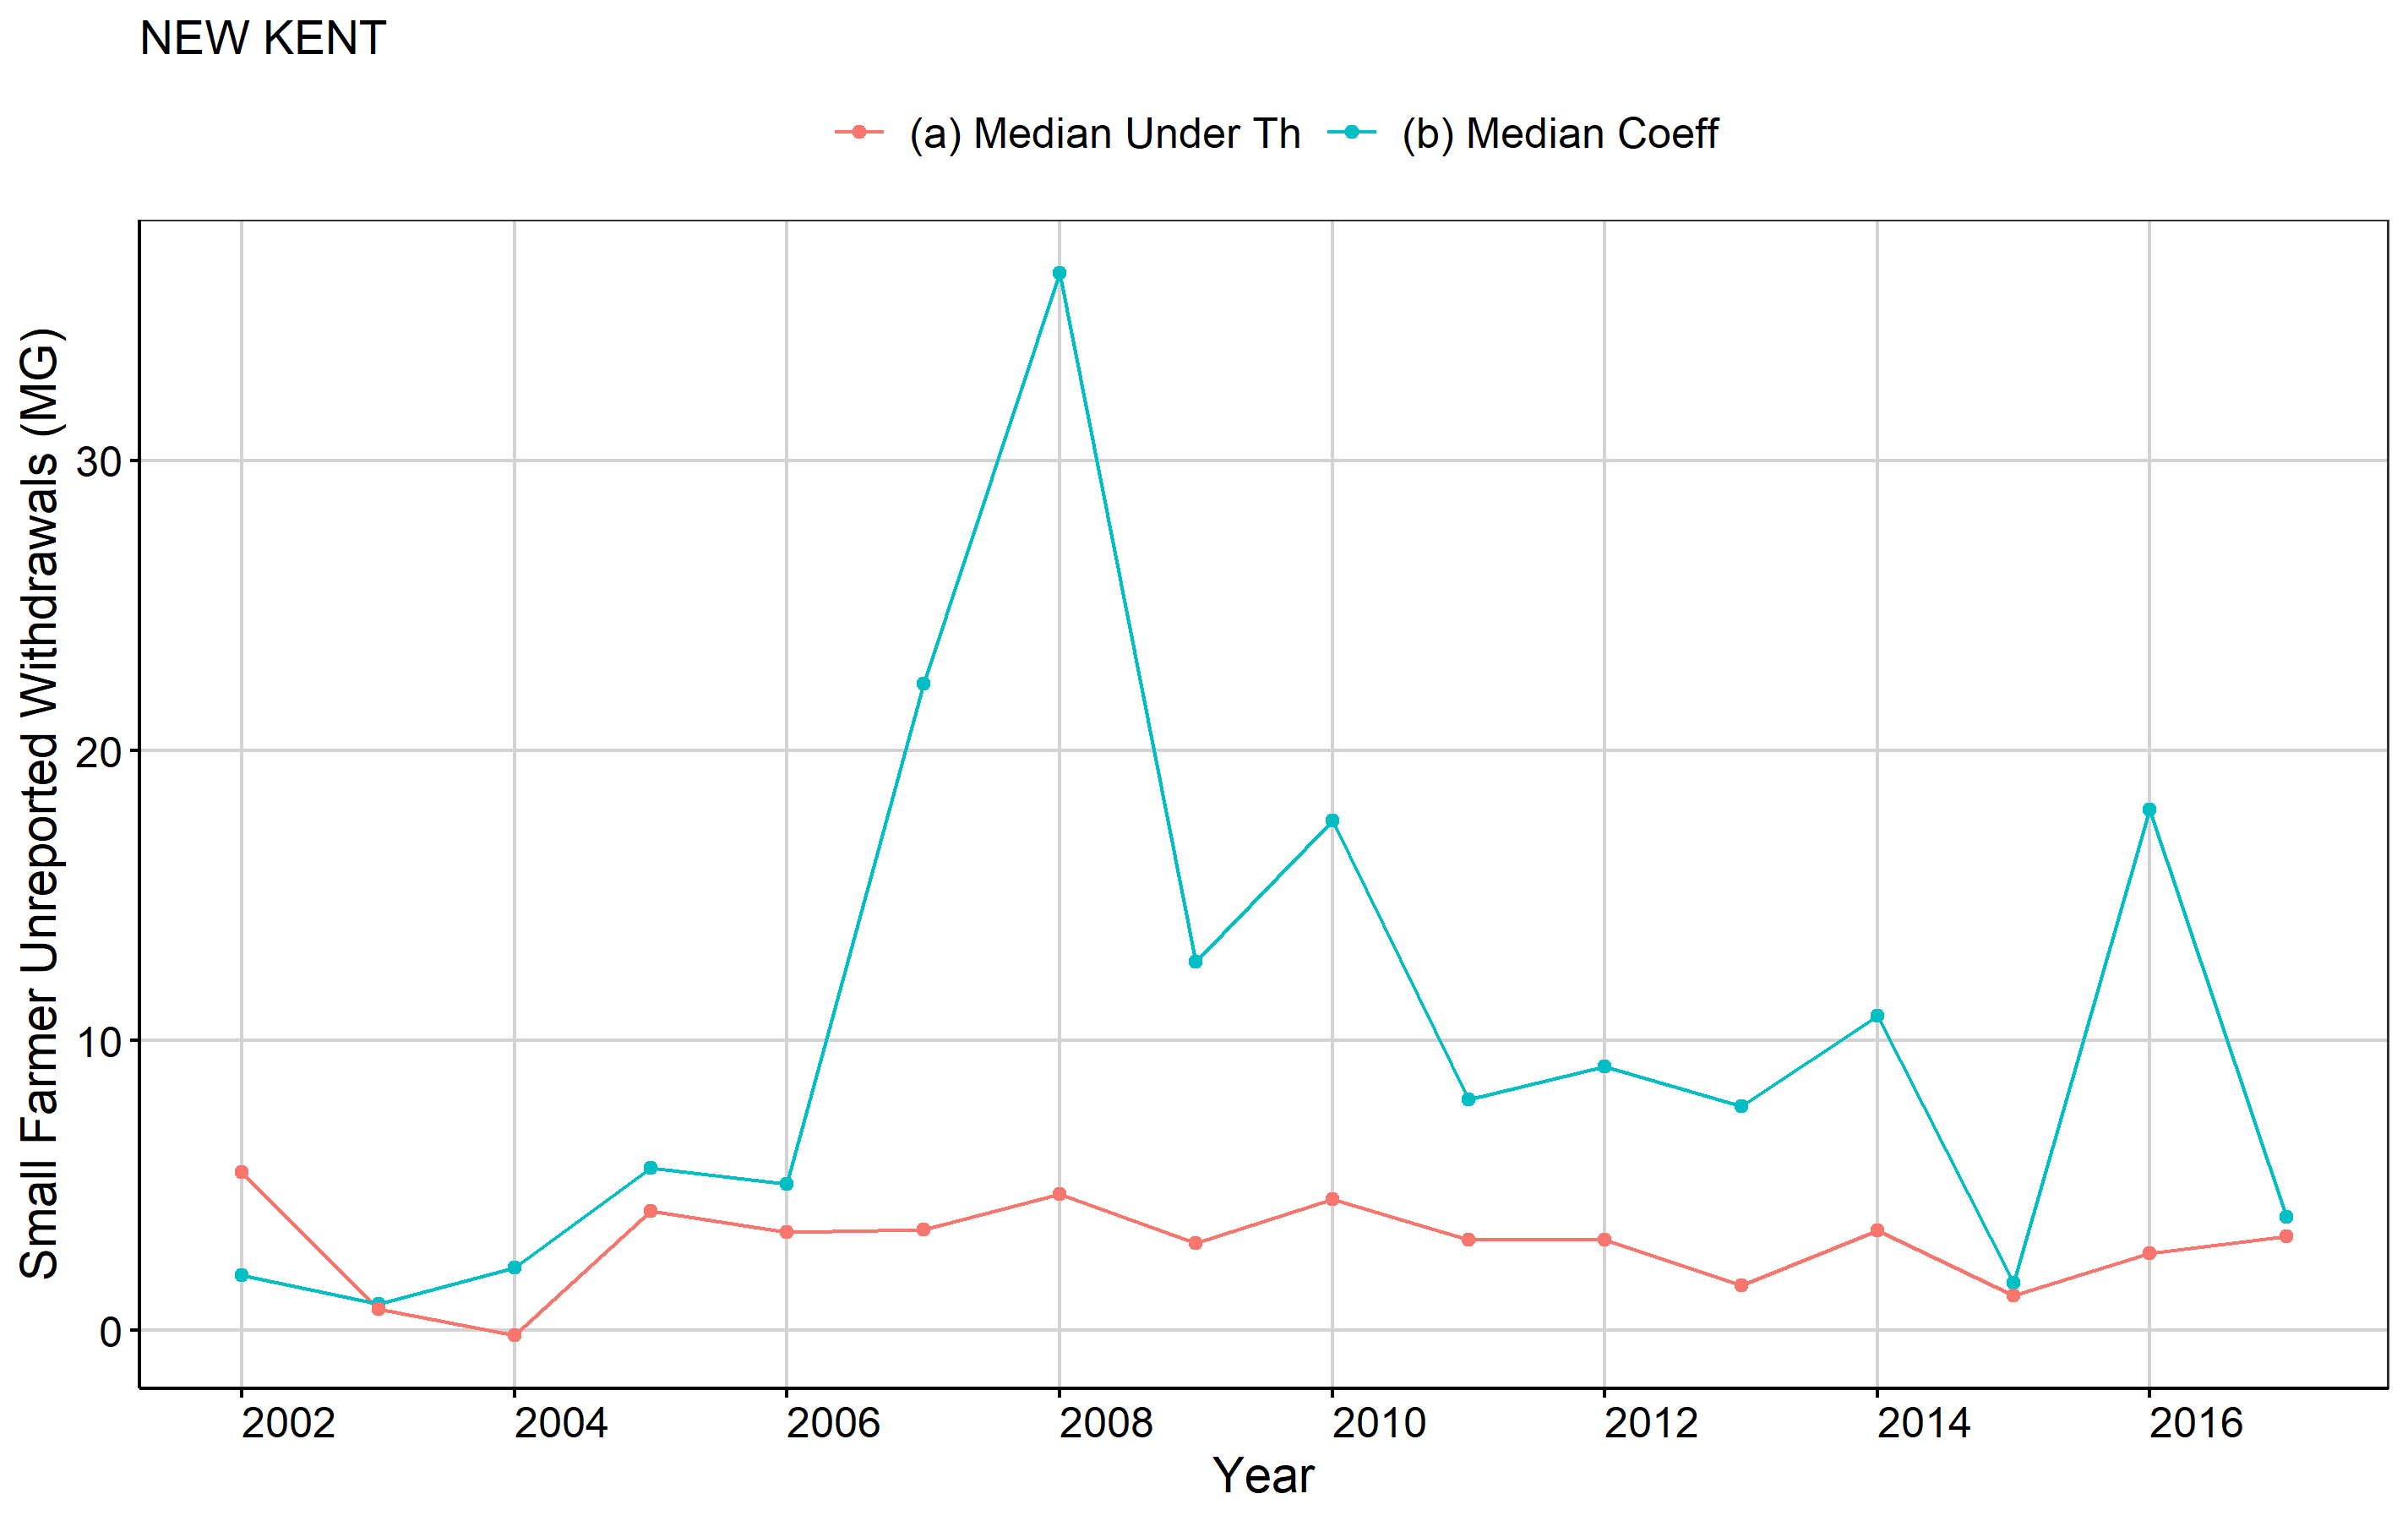 NEW KENT
(a) Median Under Th (b) Median Coeff
Small Farmer Unreported Withdrawals (MG)
30
20
10
0
2002 2004 2006 2008 2010 2012 2014 2016
Year